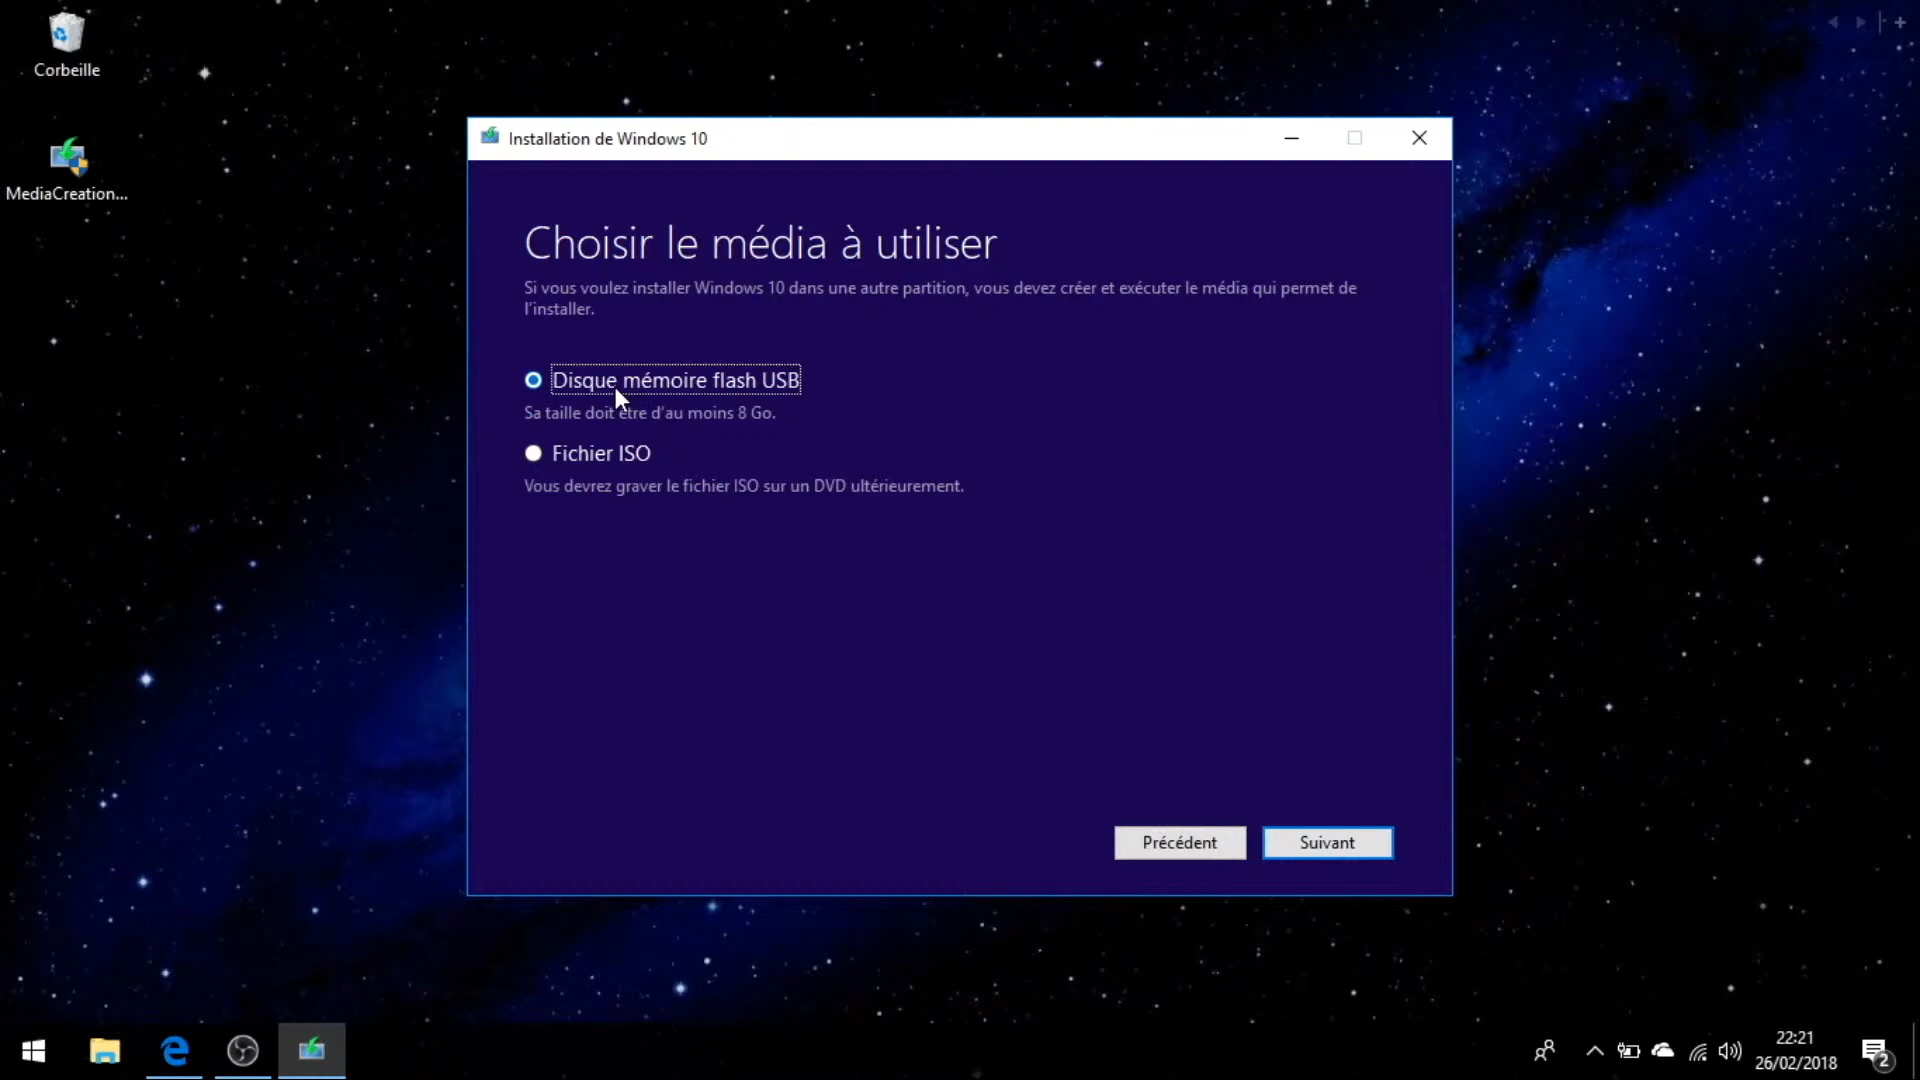 Corbeille
MediaCreation...
Installation de Windows 10
Choisir le média à utiliser
Si vous voulez installer Windows 10 dans une autre partition, vous devez créer et exécuter le média qui permet de
l'installer.
Disque mémoire flash USB
Sa taille doit être d'au moins 8 Go.
Fichier ISO
Vous devrez graver le fichier ISO sur un DVD ultérieurement.
Précédent
Suivant
22:21
26/02/2018
2